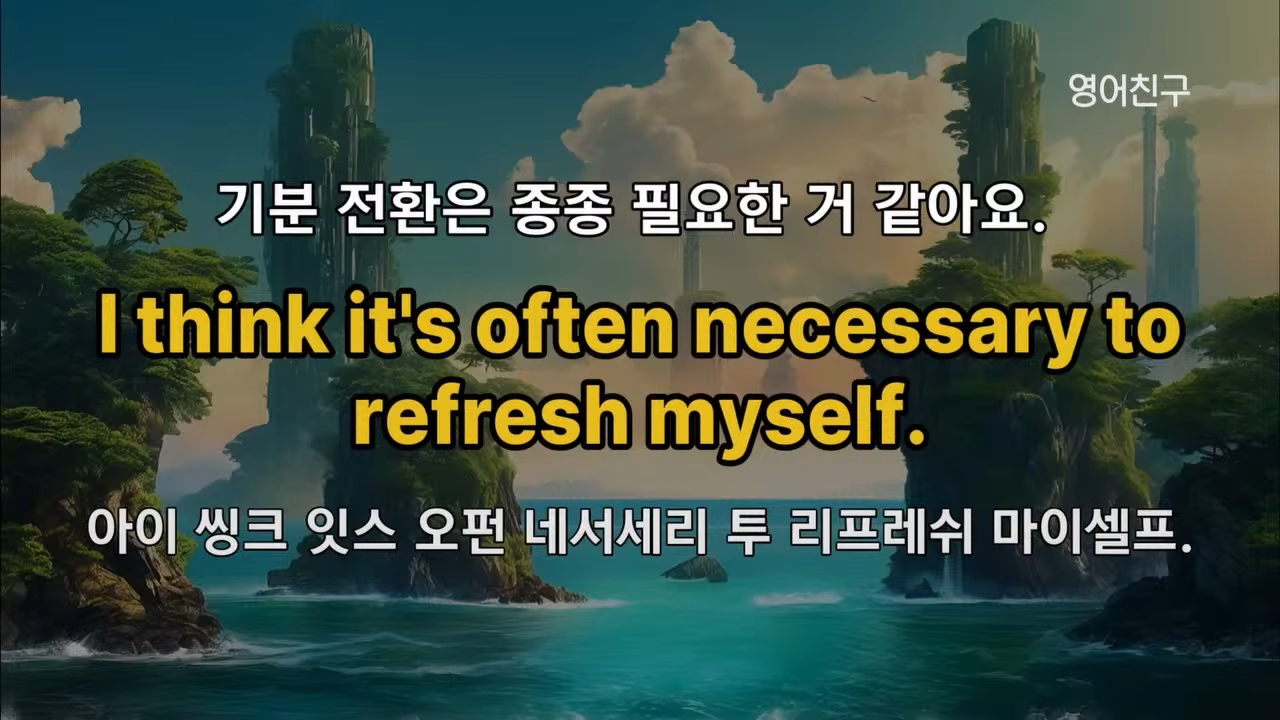 영어친구
기분 전환은 종종 필요한 거 같아요.
I think it's often necessary to
refresh myself.
아이 씽크 잇스 오펀 네서세리 투 리프레쉬 마이셀프.